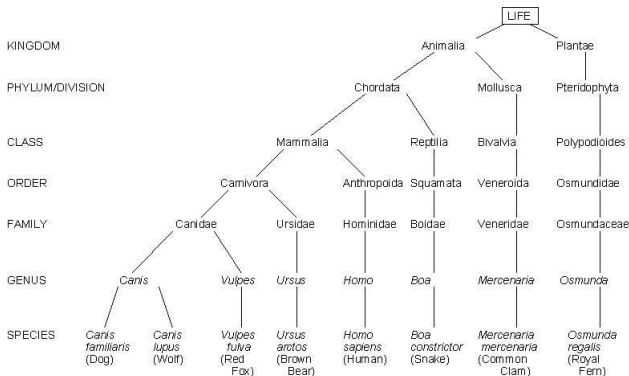 LIFE
KINGDOM Animalia Plantae
PHYLUM/DIVISION Chordata Mollusca Pteridophyta
CLASS Mammalia Reptilia Bivalvia Polypodioides
ORDER Carnivora Anthropoida Squamata Veneroida Osmundidae
FAMILY Canidae Ursidae Hominidae Boidae Veneridae Osmundaceae
GENUS Canis Vulpes Ursus Homo Boa Mercenaria Osmunda
SPECIES Canis Canis Vulpes Ursus Homo Boa Mercenaria Osmunda
familiaris lupus fulva arctos sapiens constrictor mercenaria regalis
(Dog) (Wolf) (Red (Brown (Human) (Snake) (Common (Royal
Fox) Bear) Clam) Fern)